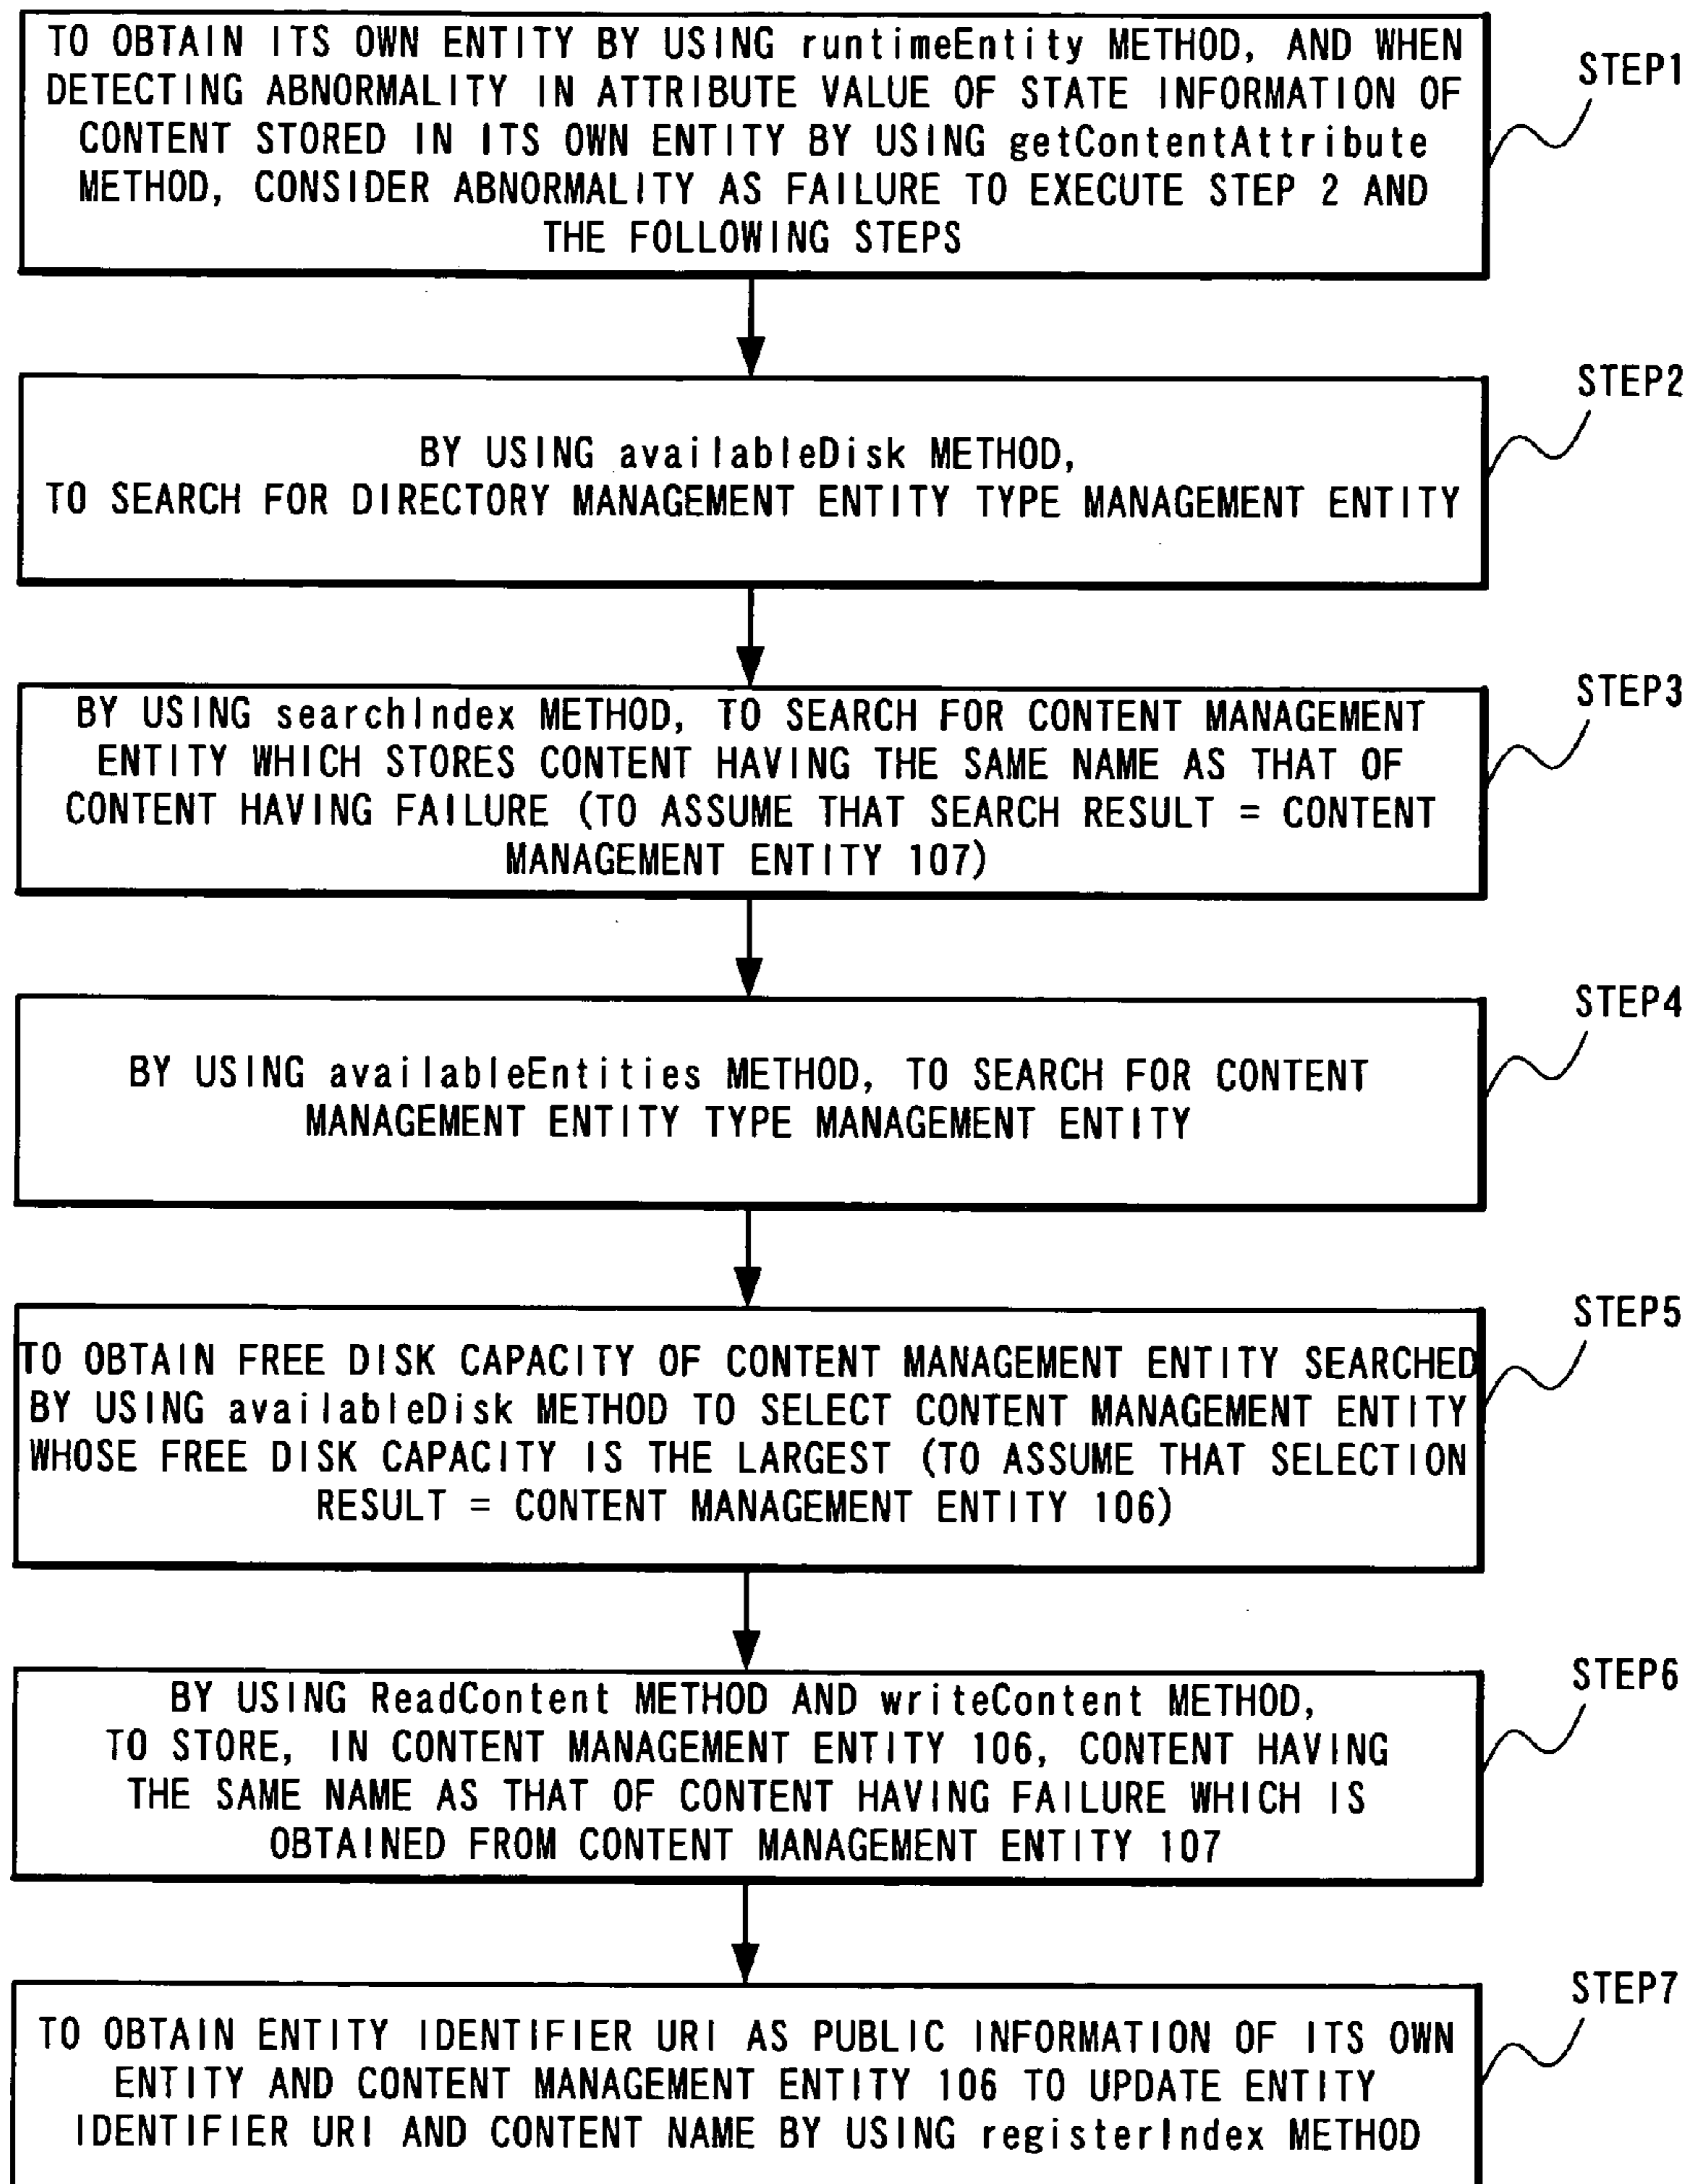 TO OBTAIN ITS OWN ENTITY BY USING runtimeEntity METHOD, AND WHEN
DETECTING ABNORMALITY IN ATTRIBUTE VALUE OF STATE INFORMATION OF
CONTENT STORED IN ITS OWN ENTITY BY USING getContentAttribute
METHOD, CONSIDER ABNORMALITY AS FAILURE TO EXECUTE STEP 2 AND
THE FOLLOWING STEPS
STEP1
BY USING availableDisk METHOD,
TO SEARCH FOR DIRECTORY MANAGEMENT ENTITY TYPE MANAGEMENT ENTITY
STEP2
BY USING searchIndex METHOD, TO SEARCH FOR CONTENT MANAGEMENT
ENTITY WHICH STORES CONTENT HAVING THE SAME NAME AS THAT OF
CONTENT HAVING FAILURE (TO ASSUME THAT SEARCH RESULT = CONTENT
MANAGEMENT ENTITY 107)
STEP3
BY USING availableEntities METHOD, TO SEARCH FOR CONTENT
MANAGEMENT ENTITY TYPE MANAGEMENT ENTITY
STEP4
TO OBTAIN FREE DISK CAPACITY OF CONTENT MANAGEMENT ENTITY SEARCHED
BY USING availableDisk METHOD TO SELECT CONTENT MANAGEMENT ENTITY
WHOSE FREE DISK CAPACITY IS THE LARGEST (TO ASSUME THAT SELECTION
RESULT = CONTENT MANAGEMENT ENTITY 106)
STEP5
BY USING ReadContent METHOD AND writeContent METHOD,
TO STORE, IN CONTENT MANAGEMENT ENTITY 106, CONTENT HAVING
THE SAME NAME AS THAT OF CONTENT HAVING FAILURE WHICH IS
OBTAINED FROM CONTENT MANAGEMENT ENTITY 107
STEP6
TO OBTAIN ENTITY IDENTIFIER URI AS PUBLIC INFORMATION OF ITS OWN
ENTITY AND CONTENT MANAGEMENT ENTITY 106 TO UPDATE ENTITY
IDENTIFIER URI AND CONTENT NAME BY USING registerIndex METHOD
STEP7